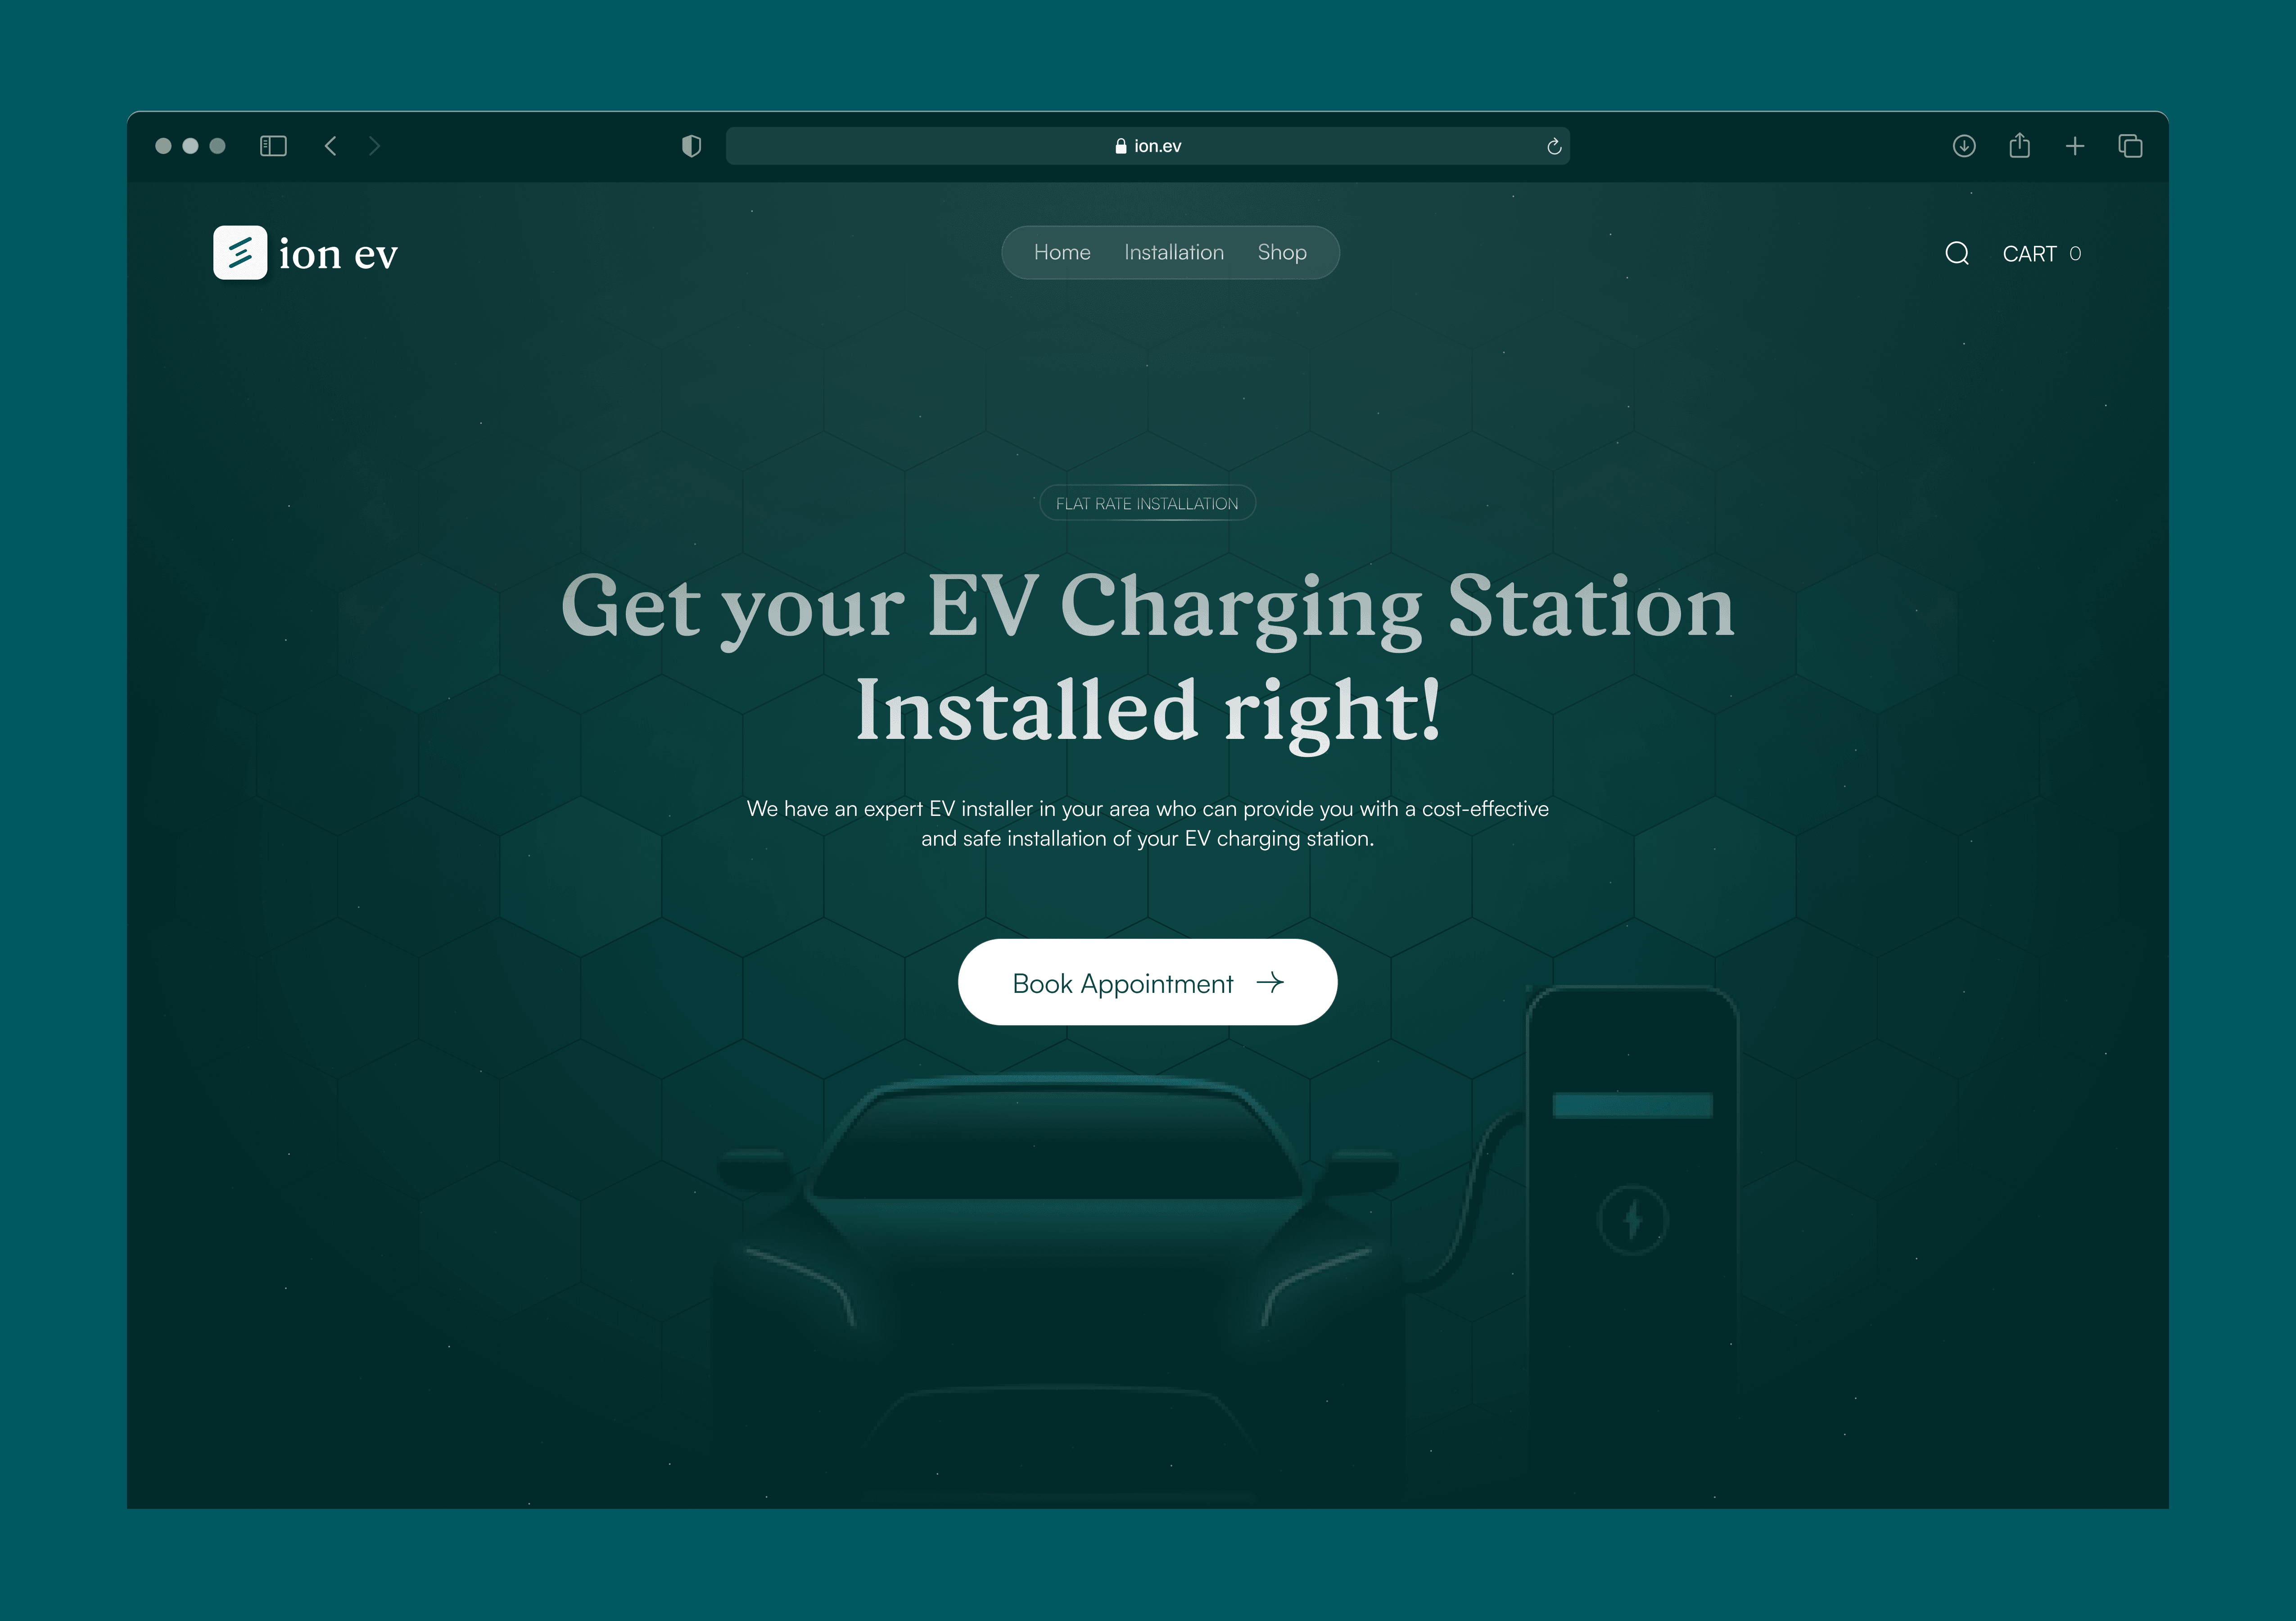 ion.ev
ion ev
Home Installation Shop
CART 0
FLAT RATE INSTALLATION
Get your EV Charging Station
Installed right!
We have an expert EV installer in your area who can provide you with a cost-effective
and safe installation of your EV charging station.
Book Appointment